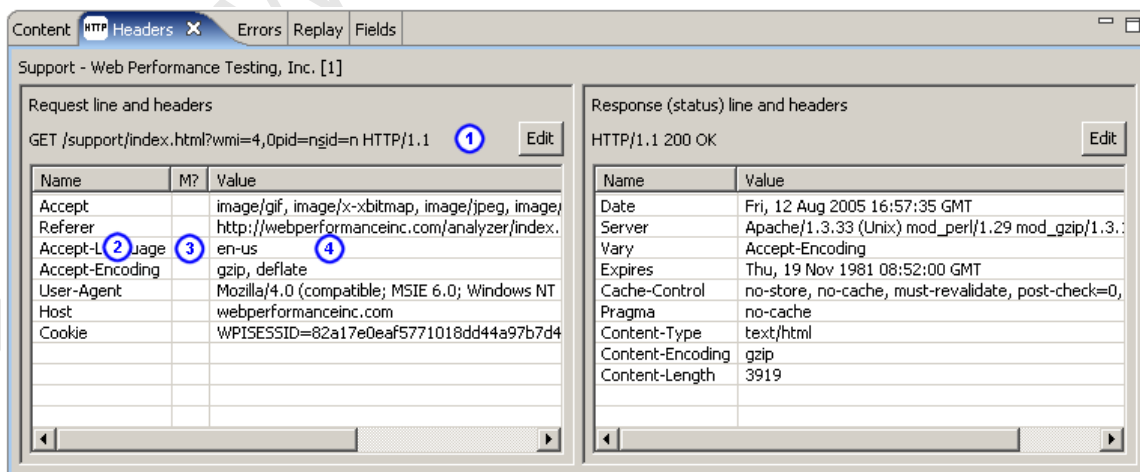 Content HTTP Headers X Errors Replay Fields
Support - Web Performance Testing, Inc. [1]
Request line and headers
GET /support/index.html?wmi=4,0pid=nsid=n HTTP/1.1 1 Edit
Name M? Value
Accept image/gif, image/x-xbitmap, image/jpeg, image/
Referer http://webperformanceinc.com/analyzer/index.
Accept-L 2 uage 3 en-us 4
Accept-Encoding gzip, deflate
User-Agent Mozilla/4.0 (compatible; MSIE 6.0; Windows NT
Host webperformanceinc.com
Cookie WPISESSID=82a17e0eaf5771018dd44a97b7d4
Response (status) line and headers
HTTP/1.1 200 OK Edit
Name Value
Date Fri, 12 Aug 2005 16:57:35 GMT
Server Apache/1.3.33 (Unix) mod_perl/1.29 mod_gzip/1.3.
Vary Accept-Encoding
Expires Thu, 19 Nov 1981 08:52:00 GMT
Cache-Control no-store, no-cache, must-revalidate, post-check=0,
Pragma no-cache
Content-Type text/html
Content-Encoding gzip
Content-Length 3919